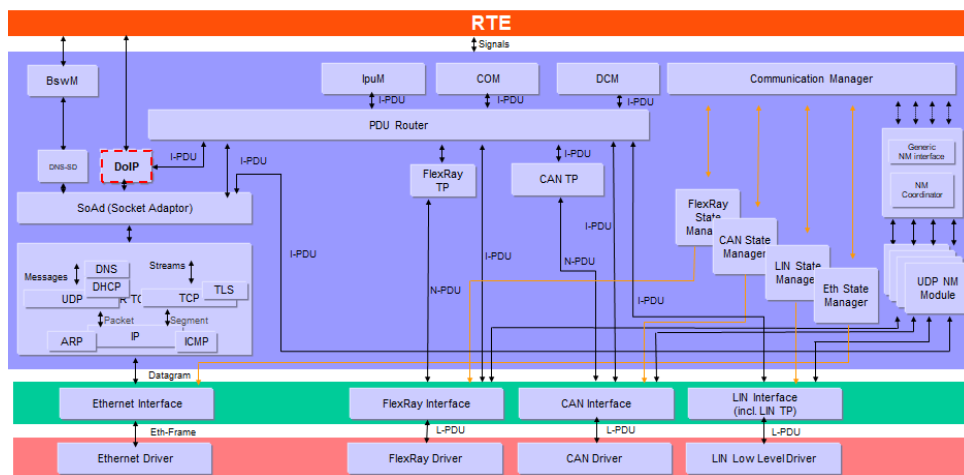 RTE
Signals
BswM
IpuM
COM
DCM
Communication Manager
I-PDU
I-PDU
I-PDU
PDU Router
DNS-SD
DoIP
I-PDU
I-PDU
I-PDU
FlexRay
TP
CAN TP
Generic
NM interface
NM
Coordinator
SoAd (Socket Adaptor)
FlexRay
State
CAN State
Manager
LIN State
Manager
Eth State
Manager
I-PDU
I-PDU
I-PDU
N-PDU
N-PDU
I-PDU
UDP NM
Module
Messages
DNS
DHCP
UDP
Streams
TCP
TLS
Packet
Segment
ARP
IP
ICMP
Datagram
Ethernet Interface
FlexRay Interface
CAN Interface
LIN Interface
(incl. LIN TP)
Eth-Frame
L-PDU
L-PDU
L-PDU
Ethernet Driver
FlexRay Driver
CAN Driver
LIN Low Level Driver